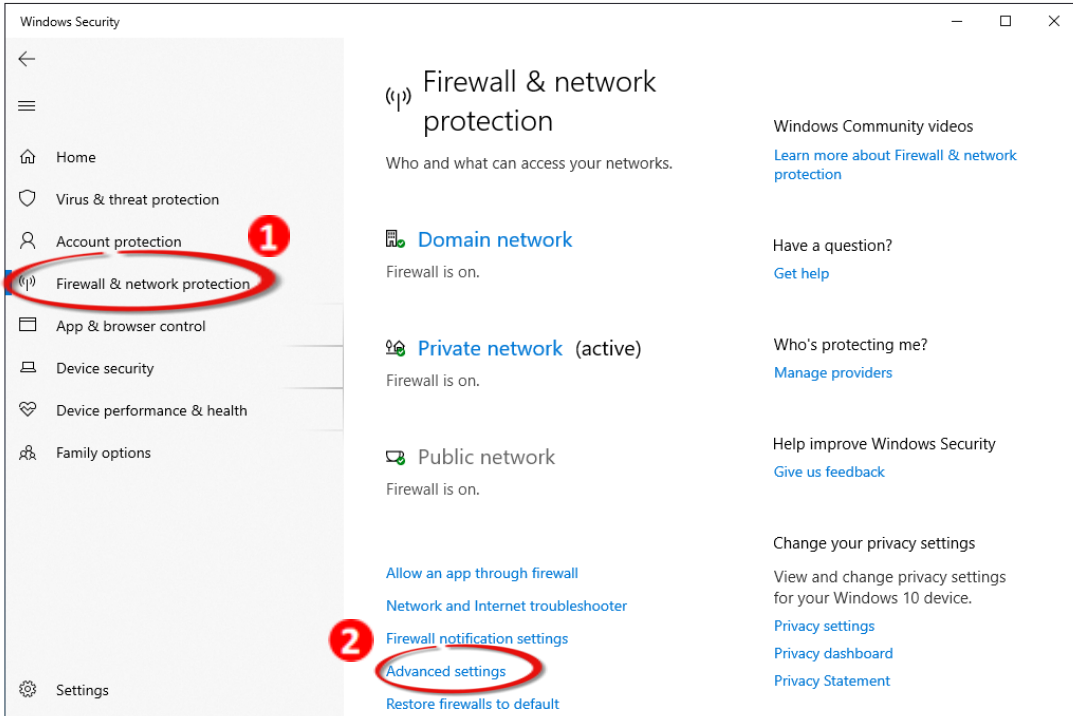 Windows Security
Home
Virus & threat protection
1
Account protection
Firewall & network protection
App & browser control
Device security
Device performance & health
Family options
Settings
Firewall & network
protection
Who and what can access your networks.
Domain network
Firewall is on.
Private network (active)
Firewall is on.
Public network
Firewall is on.
Allow an app through firewall
Network and Internet troubleshooter
2
Firewall notification settings
Advanced settings
Restore firewalls to default
Windows Community videos
Learn more about Firewall & network
protection
Have a question?
Get help
Who's protecting me?
Manage providers
Help improve Windows Security
Give us feedback
Change your privacy settings
View and change privacy settings
for your Windows 10 device.
Privacy settings
Privacy dashboard
Privacy Statement